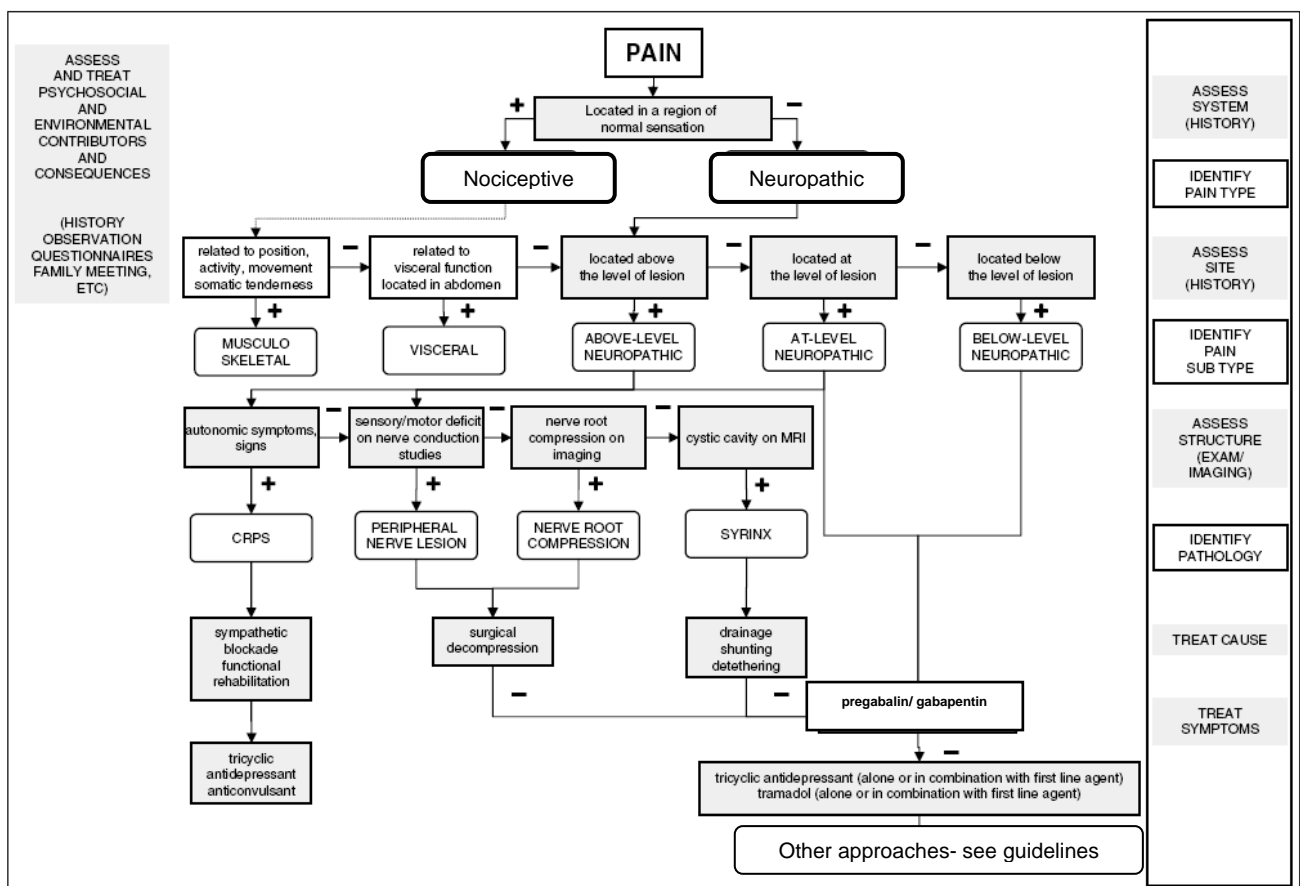 ASSESS
AND TREAT
PSYCHOSOCIAL
AND
ENVIRONMENTAL
CONTRIBUTORS
AND
CONSEQUENCES
(HISTORY
OBSERVATION
QUESTIONNAIRES
FAMILY MEETING,
ETC)
PAIN
+
–
Located in a region of
normal sensation
Nociceptive
Neuropathic
related to position,
activity, movement
somatic tenderness
–
related to
visceral function
located in abdomen
–
located above
the level of lesion
–
located at
the level of lesion
–
located below
the level of lesion
+
+
+
+
+
MUSCULO
SKELETAL
VISCERAL
ABOVE-LEVEL
NEUROPATHIC
AT-LEVEL
NEUROPATHIC
BELOW-LEVEL
NEUROPATHIC
autonomic symptoms,
signs
–
sensory/motor deficit
on nerve conduction
studies
–
nerve root
compression on
imaging
–
cystic cavity on MRI
+
+
+
+
CRPS
PERIPHERAL
NERVE LESION
NERVE ROOT
COMPRESSION
SYRINX
sympathetic
blockade
functional
rehabilitation
surgical
decompression
drainage
shunting
detethering
–
–
pregabalin/ gabapentin
–
tricyclic
antidepressant
anticonvulsant
tricyclic antidepressant (alone or in combination with first line agent)
tramadol (alone or in combination with first line agent)
Other approaches- see guidelines
ASSESS
SYSTEM
(HISTORY)
IDENTIFY
PAIN TYPE
ASSESS
SITE
(HISTORY)
IDENTIFY
PAIN
SUB TYPE
ASSESS
STRUCTURE
(EXAM/
IMAGING)
IDENTIFY
PATHOLOGY
TREAT CAUSE
TREAT
SYMPTOMS